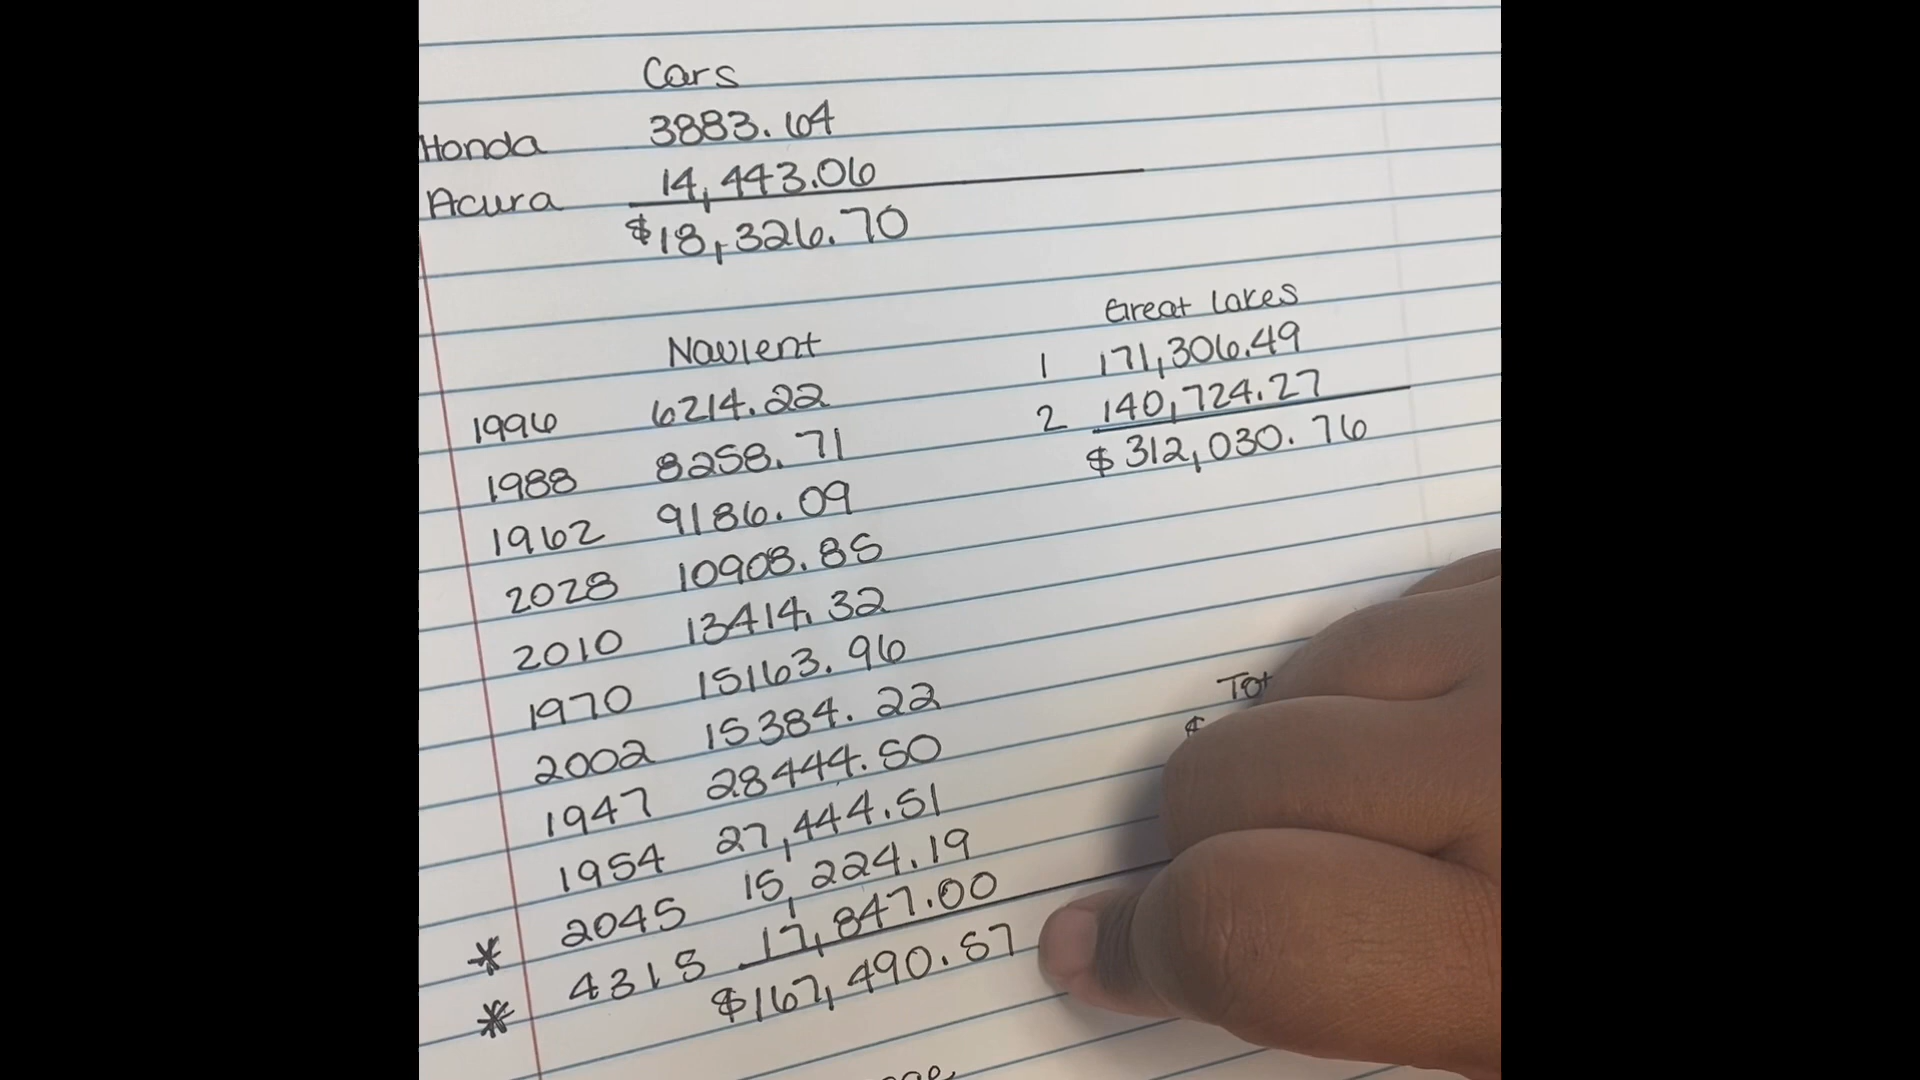 Cars
Honda 3883.64
Acura 14,443.06
$18,326.70
Navient
1996 6214.22
1988 8258.71
1962 9186.09
2028 10908.85
2010 13414.32
1970 15163.96
2002 15384.22
1947 28444.50
1954 27,444.51
* 2045 15,224.19
* 4315 17,847.00
$167,490.57
Great Lakes
1 171,306.49
2 140,724.27
$312,030.76
Tot
$